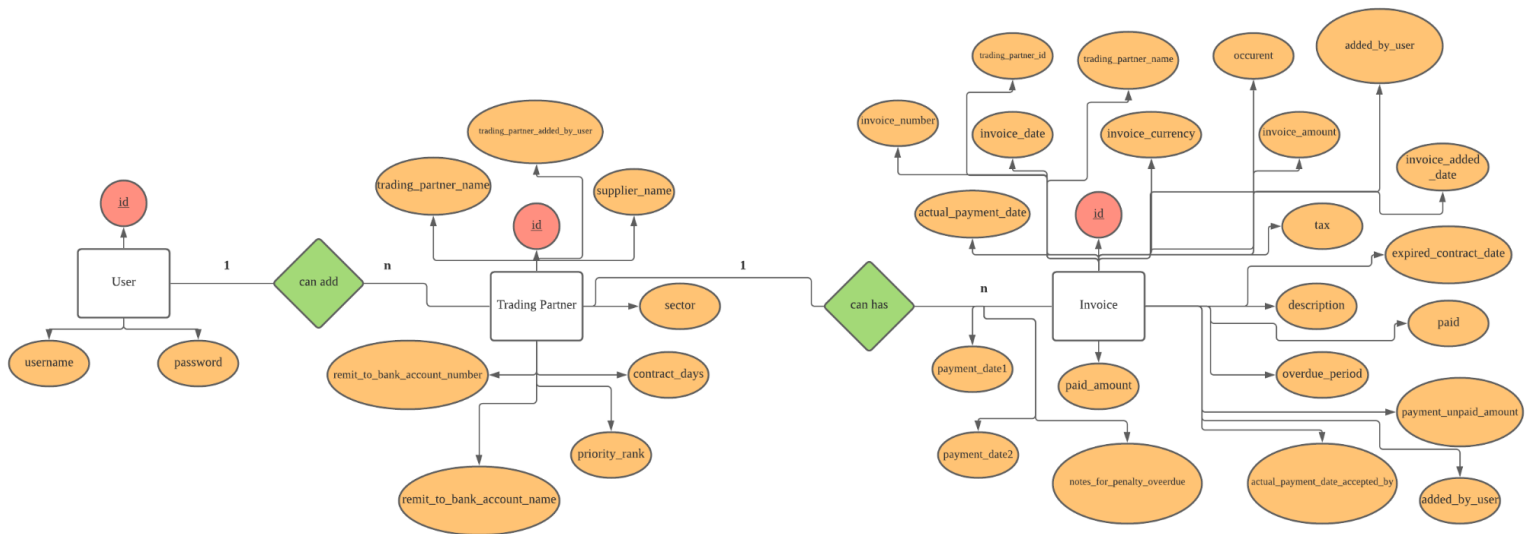 added_by_user
trading_partner_id
trading_partner_name
occurent
invoice_number
invoice_date
invoice_currency
invoice_amount
trading_partner_added_by_user
invoice_added
_date
trading_partner_name
supplier_name
id
id
actual_payment_date
id
tax
expired_contract_date
1
n
1
User
can add
Trading Partner
sector
can has
n
Invoice
description
paid
username
password
remit_to_bank_account_number
contract_days
payment_date1
paid_amount
overdue_period
payment_unpaid_amount
priority_rank
payment_date2
notes_for_penalty_oveerdue
actual_payment_date_accepted_by
remit_to_bank_account_name
added_by_user